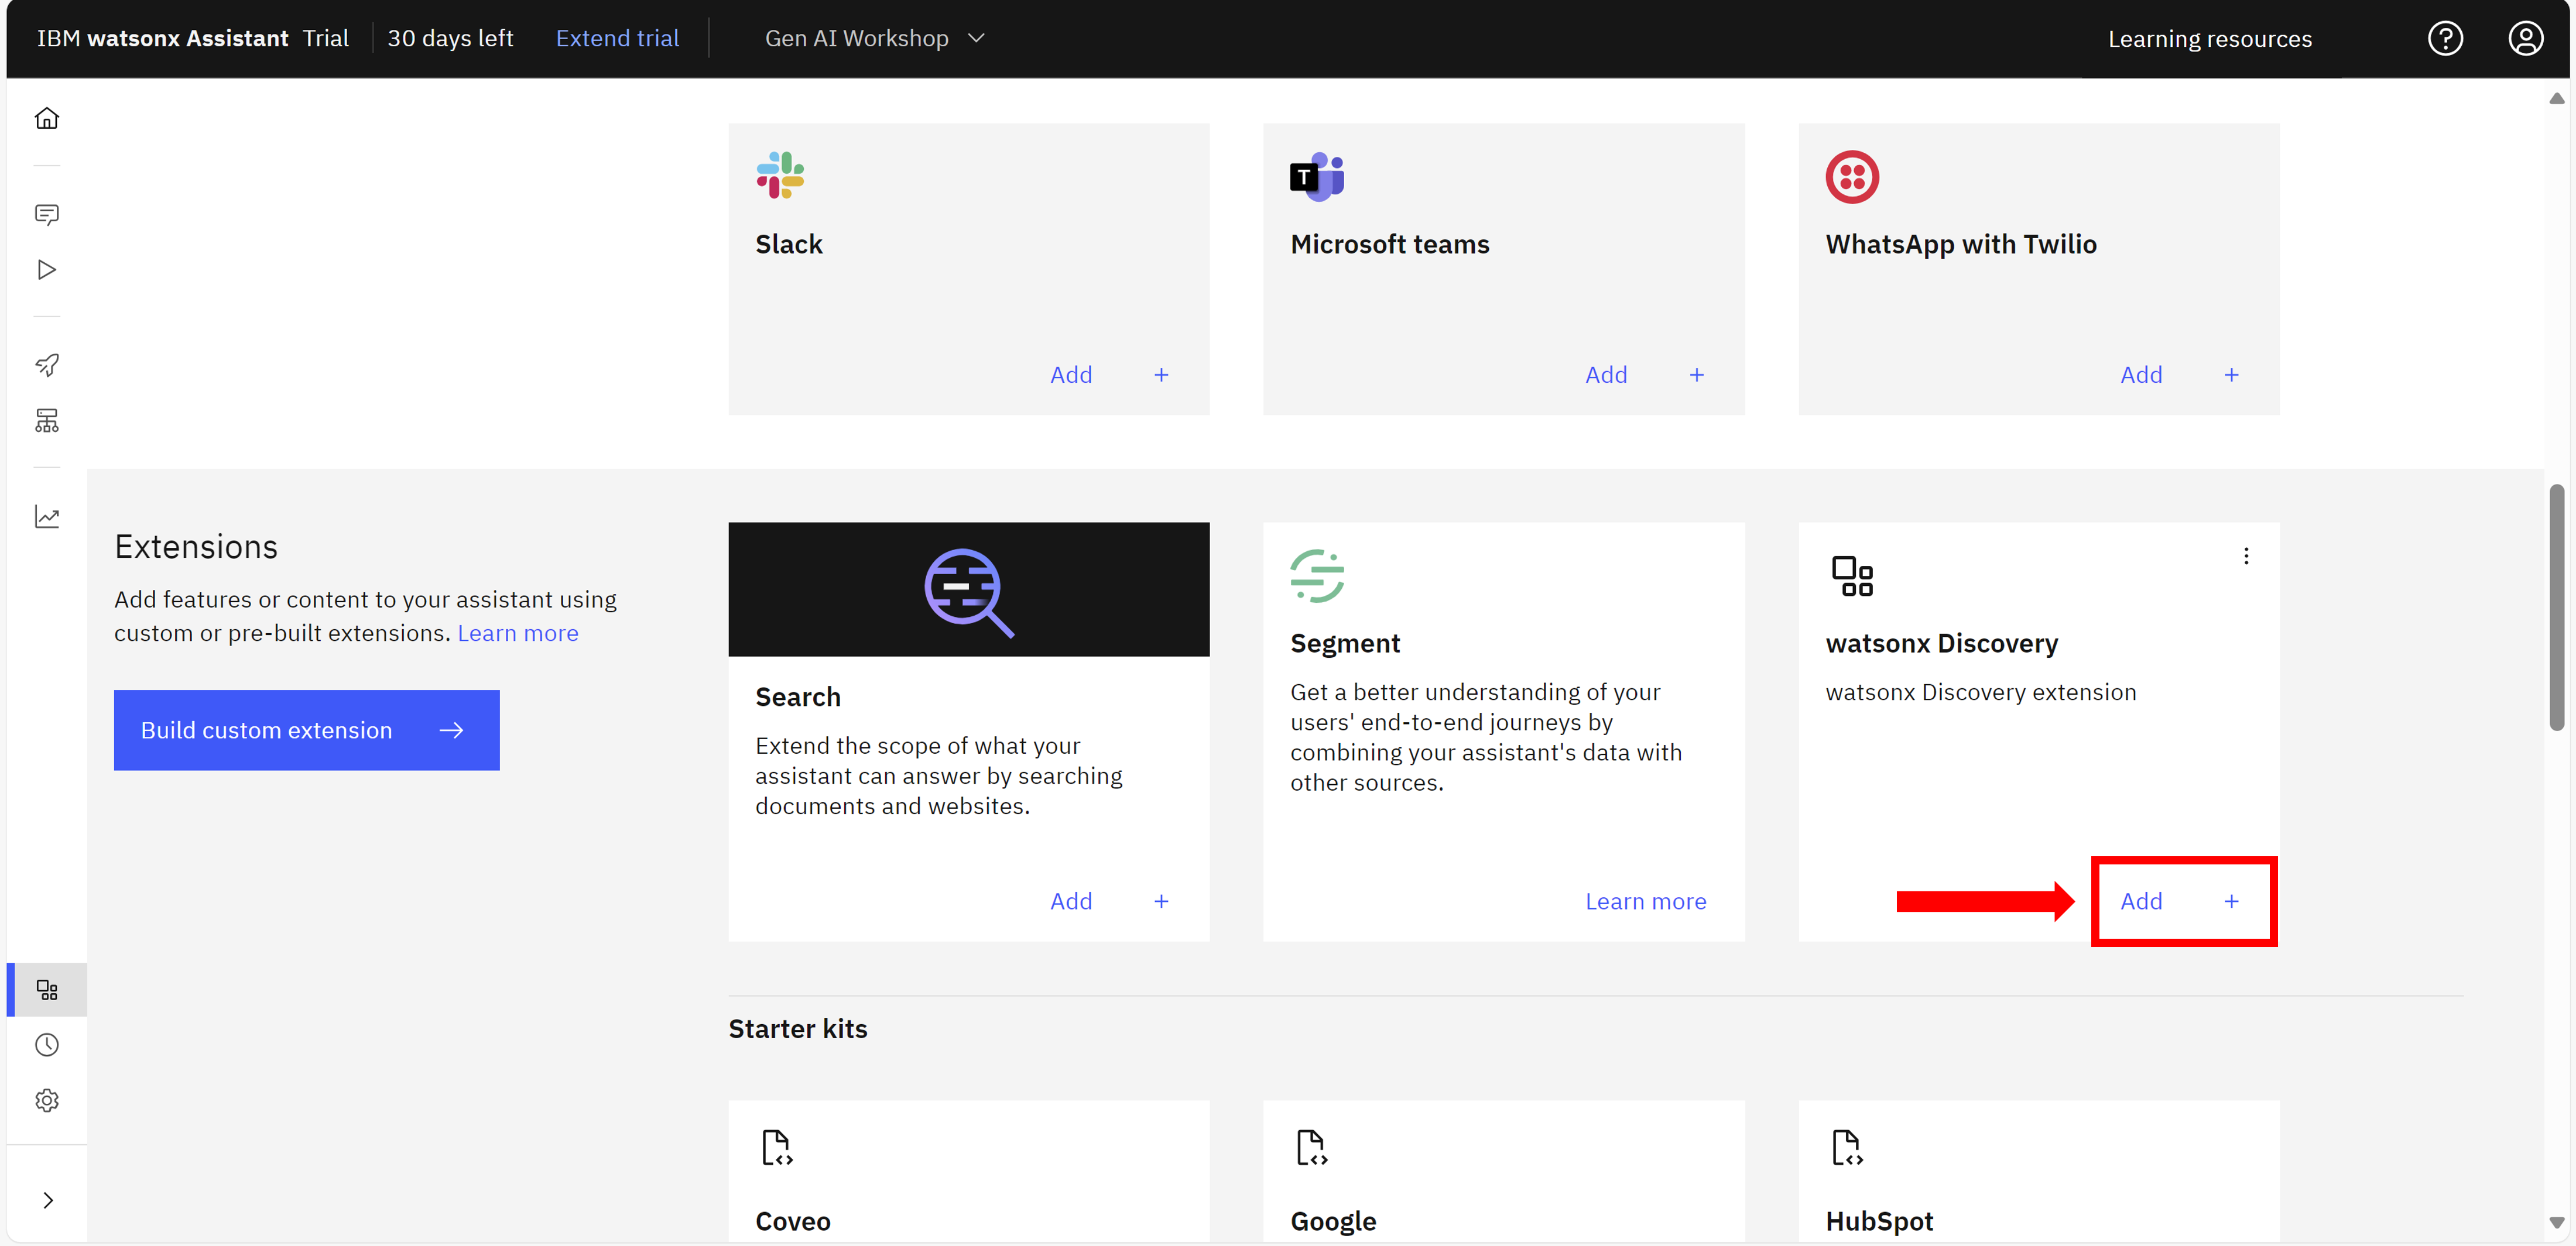 IBM watsonx Assistant Trial
30 days left
Extend trial
Gen AI Workshop
Learning resources
Slack
Add +
T
Microsoft teams
Add +
WhatsApp with Twilio
Add +
Extensions
Add features or content to your assistant using
custom or pre-built extensions. Learn more
Build custom extension
Search
Extend the scope of what your
assistant can answer by searching
documents and websites.
Add +
Segment
Get a better understanding of your
users' end-to-end journeys by
combining your assistant's data with
other sources.
Learn more
watsonx Discovery
watsonx Discovery extension
Add +
Starter kits
Coveo
Google
HubSpot